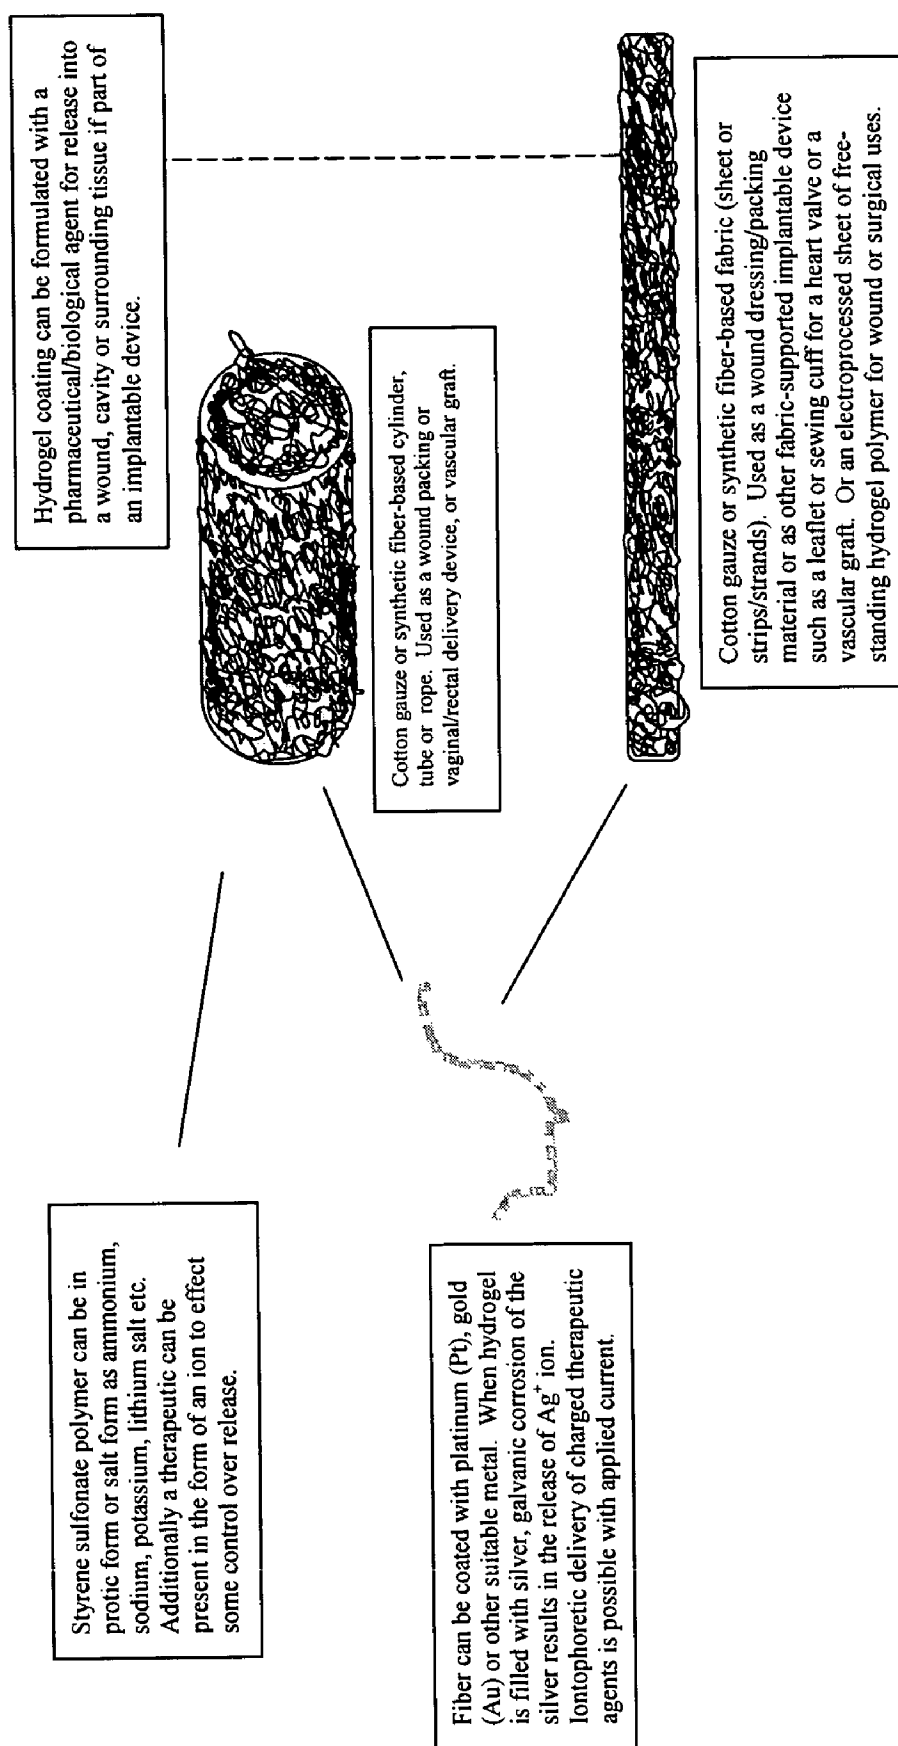 Styrene sulfonate polymer can be in
protic form or salt form as ammonium,
sodium, potassium, lithium salt etc.
Additionally a therapeutic can be
present in the form of an ion to effect
some control over release.
Hydrogel coating can be formulated with a
pharmaceutical/biological agent for release into
a wound, cavity or surrounding tissue if part of
an implantable device.
Cotton gauze or synthetic fiber-based cylinder,
tube or rope. Used as a wound packing or
vaginal/rectal delivery device, or vascular graft.
Fiber can be coated with platinum (Pt), gold
(Au) or other suitable metal. When hydrogel
is filled with silver, galvanic corrosion of the
silver results in the release of Ag⁺ ion.
Iontophoretic delivery of charged therapeutic
agents is possible with applied current.
Cotton gauze or synthetic fiber-based fabric (sheet or
strips/strands). Used as a wound dressing/packing
material or as other fabric-supported implantable device
such as a leaflet or sewing cuff for a heart valve or a
vascular graft. Or an electroprocessed sheet of free-
standing hydrogel polymer for wound or surgical uses.